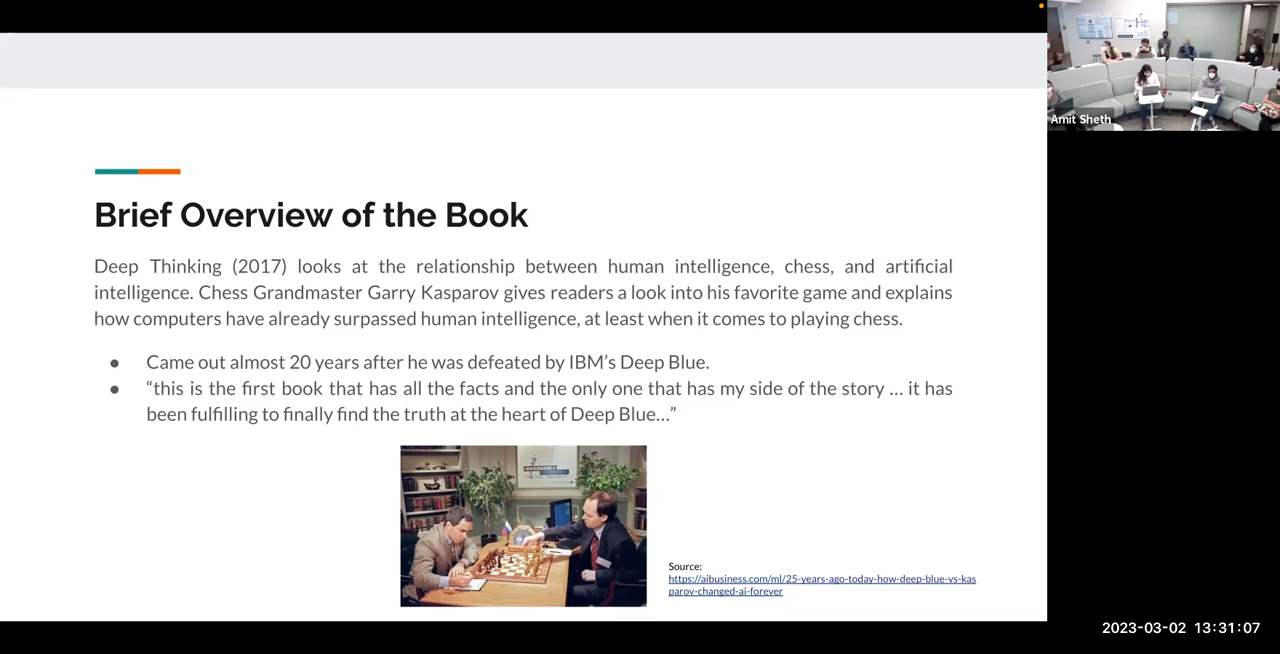 Amit Sheth
Brief Overview of the Book
Deep Thinking (2017) looks at the relationship between human intelligence, chess, and artificial
intelligence. Chess Grandmaster Garry Kasparov gives readers a look into his favorite game and explains
how computers have already surpassed human intelligence, at least when it comes to playing chess.
● Came out almost 20 years after he was defeated by IBM’s Deep Blue.
● “this is the first book that has all the facts and the only one that has my side of the story … it has
been fulfilling to finally find the truth at the heart of Deep Blue…”
Source:
https://aibusiness.com/ml/25-years-ago-today-how-deep-blue-vs-kas
parov-changed-ai-forever
2023-03-02 13:31:07